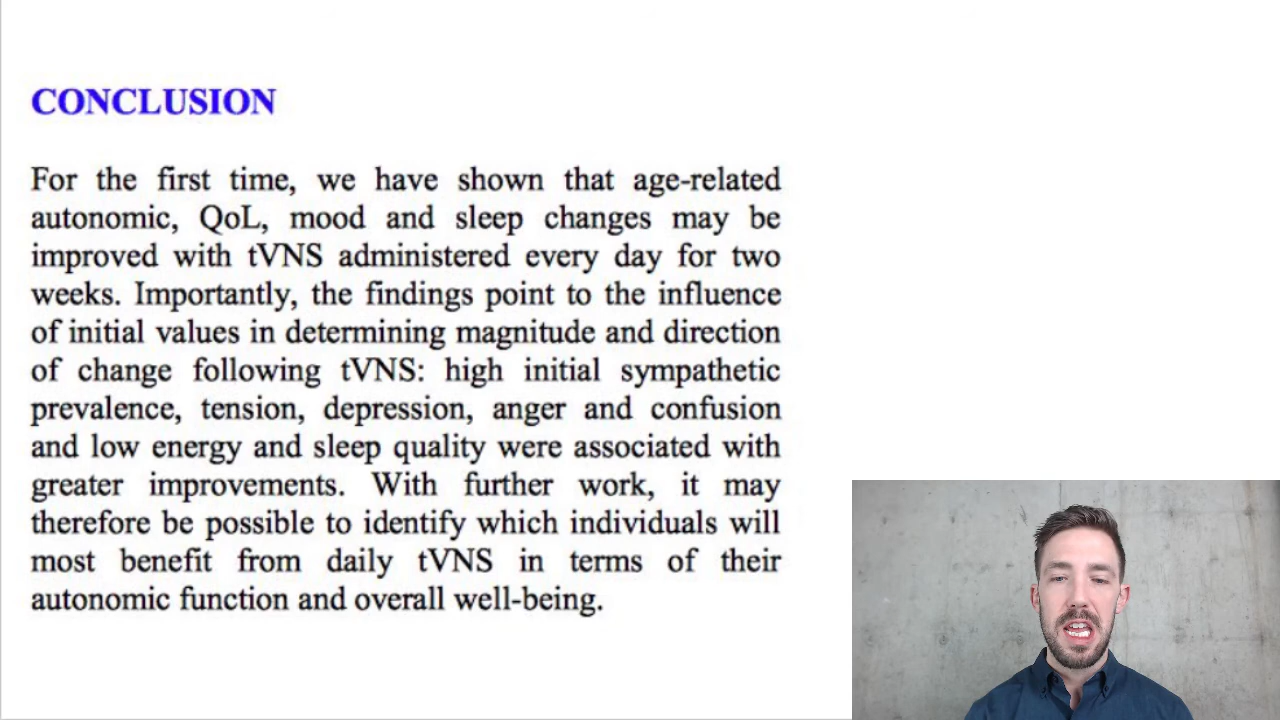 CONCLUSION
For the first time, we have shown that age-related
autonomic, QoL, mood and sleep changes may be
improved with tVNS administered every day for two
weeks. Importantly, the findings point to the influence
of initial values in determining magnitude and direction
of change following tVNS: high initial sympathetic
prevalence, tension, depression, anger and confusion
and low energy and sleep quality were associated with
greater improvements. With further work, it may
therefore be possible to identify which individuals will
most benefit from daily tVNS in terms of their
autonomic function and overall well-being.